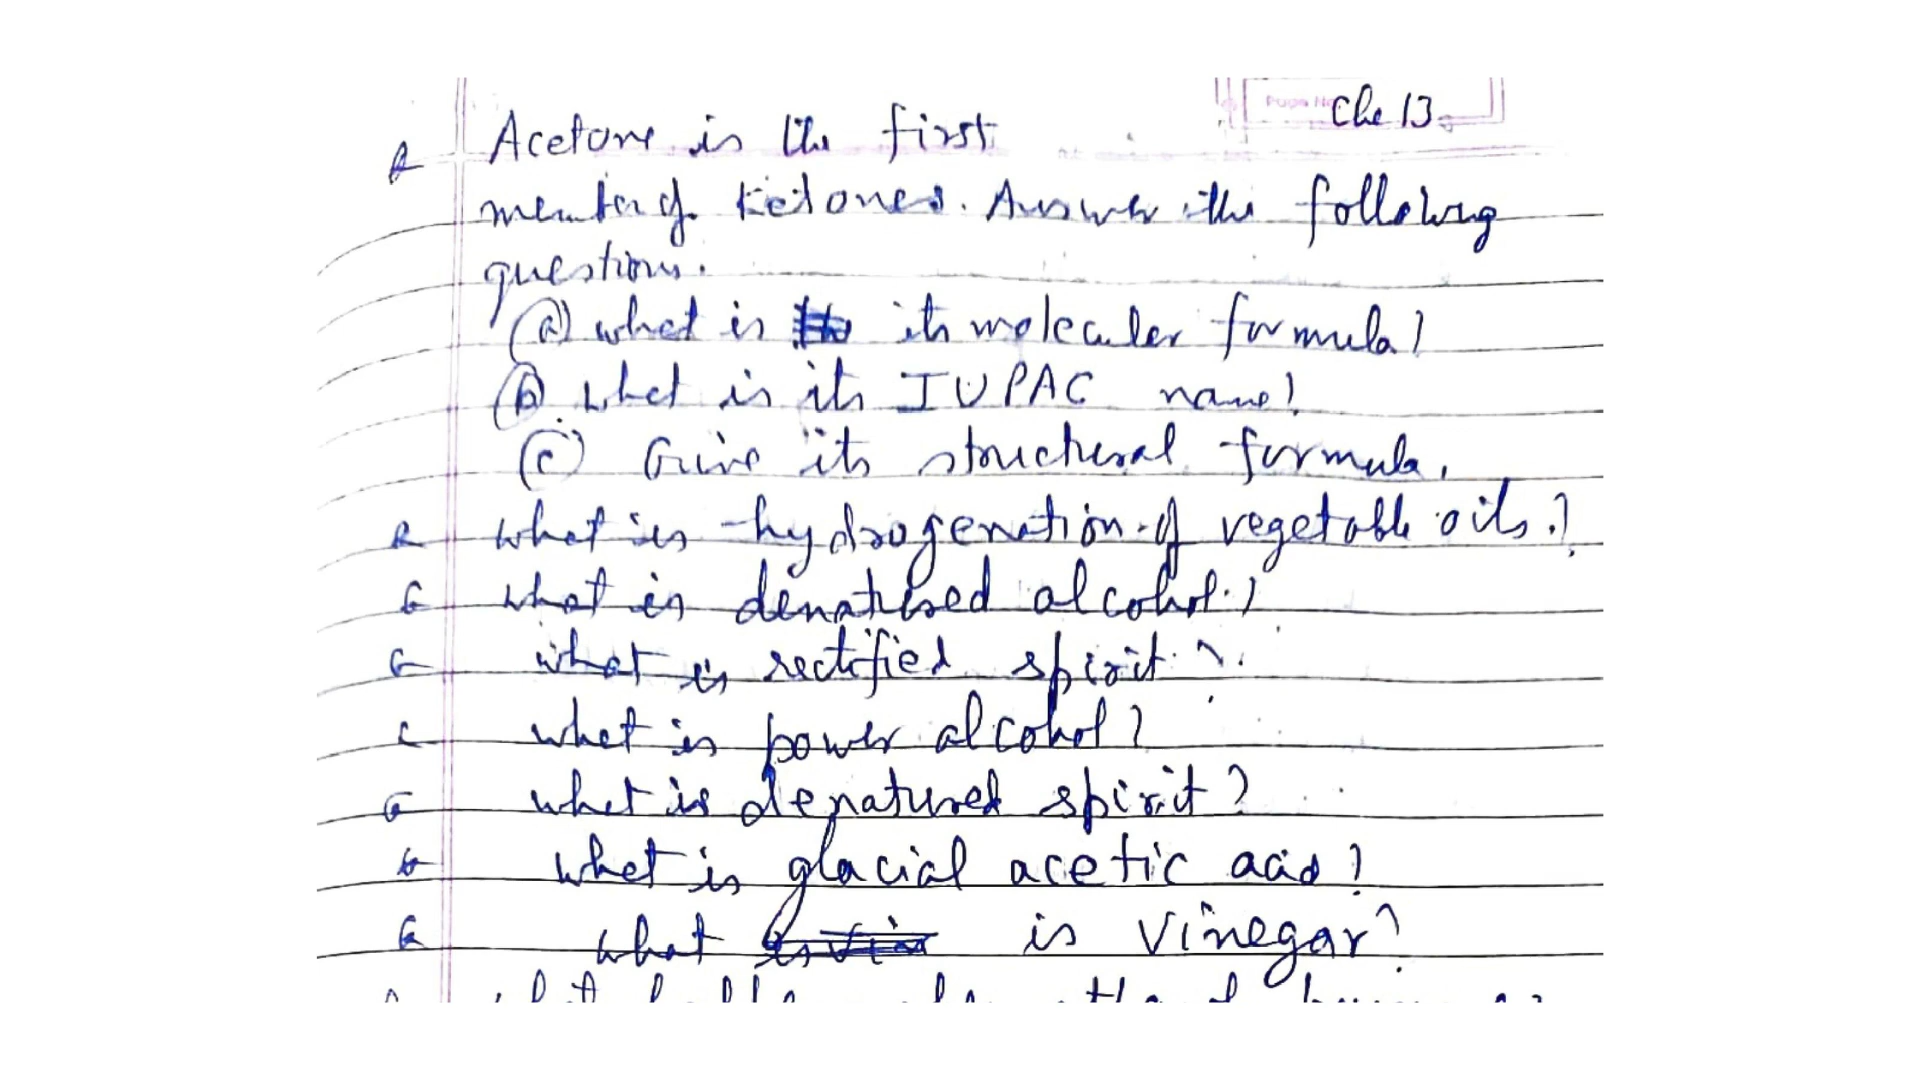 Che 13.
Q Acetone is the first
member of ketones. Answer the following
questions.
(a) what is its molecular formula?
(b) what is its IUPAC name?
(c) Give its structural formula.
Q what is hydrogenation of vegetable oils?
Q what is denatured alcohol?
Q what is rectified spirit?
Q what is power alcohol?
Q what is denatured spirit?
Q what is glacial acetic acid?
Q what is vinegar?